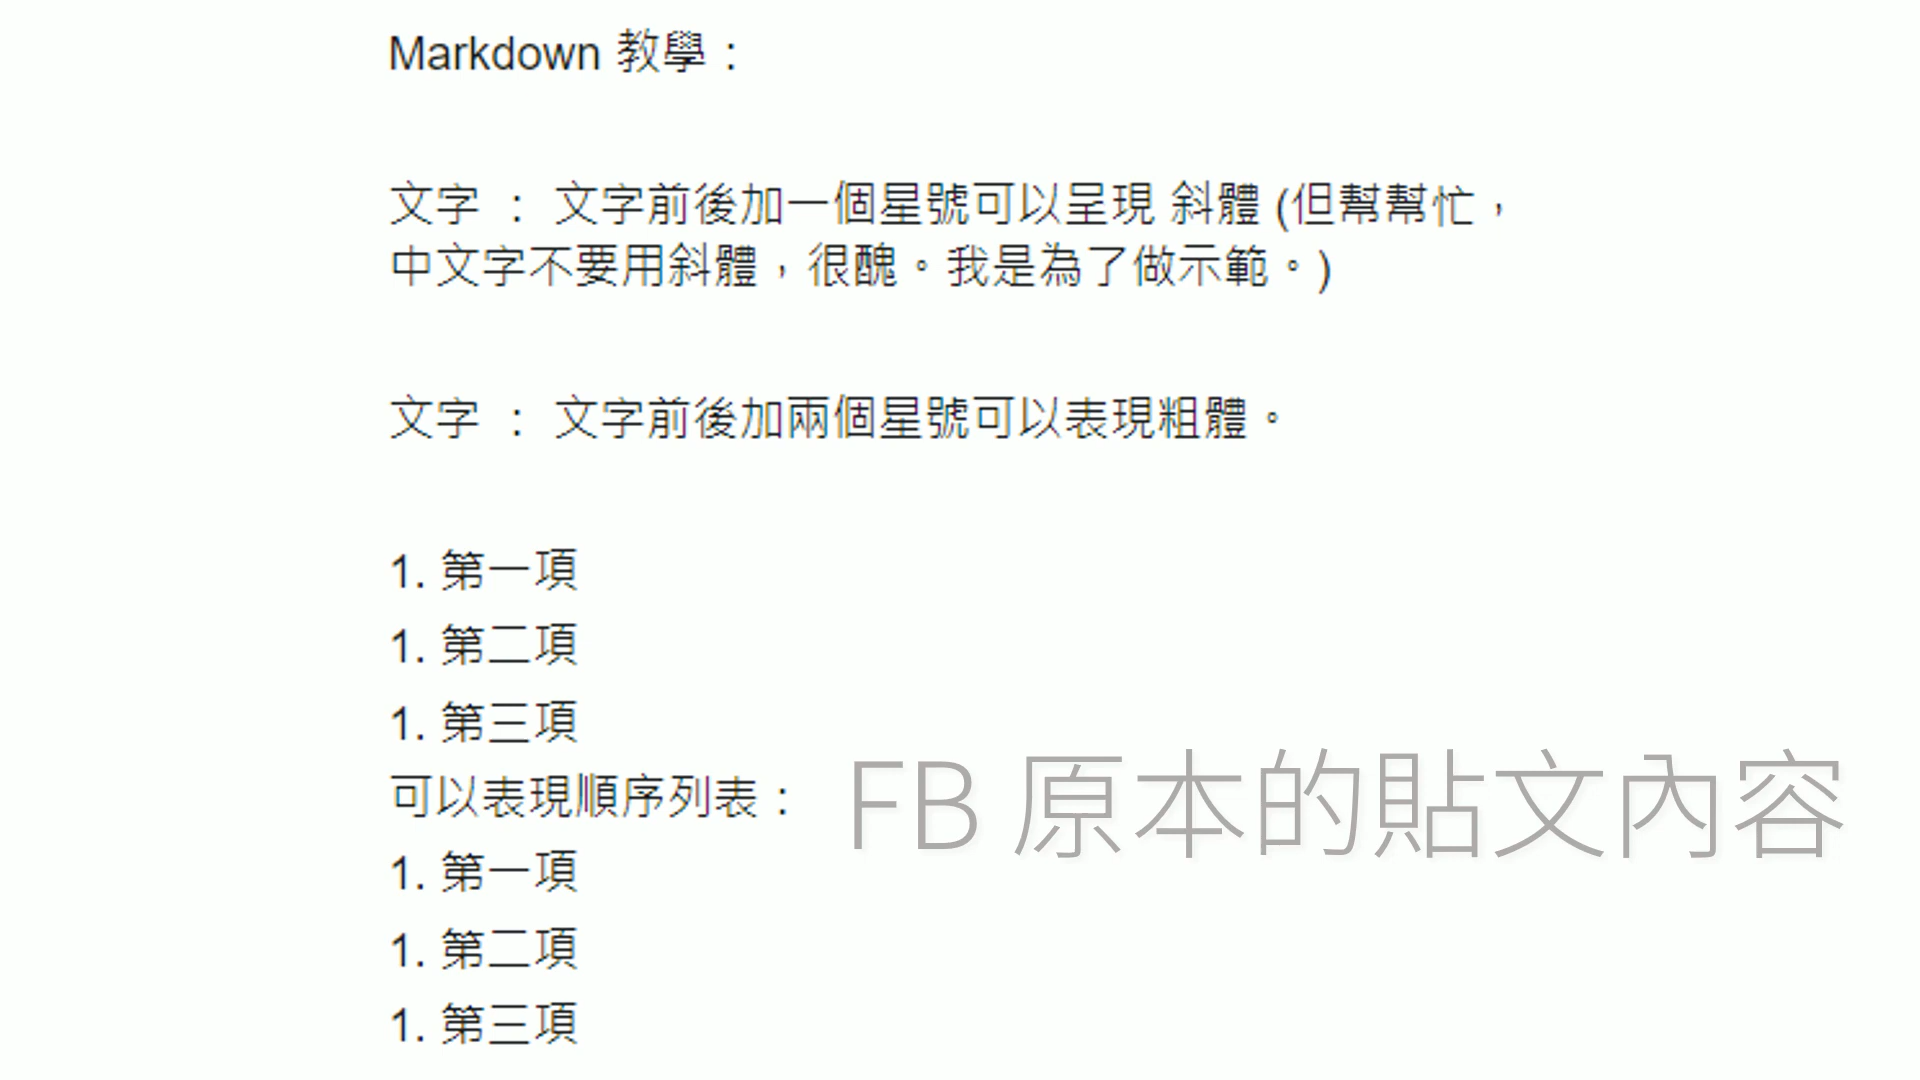 Markdown 教學：
文字 ： 文字前後加一個星號可以呈現 斜體 (但幫幫忙，
中文字不要用斜體，很醜。我是為了做示範。)
文字 ： 文字前後加兩個星號可以表現粗體。
1. 第一項
1. 第二項
1. 第三項
可以表現順序列表：
FB 原本的貼文內容
1. 第一項
1. 第二項
1. 第三項